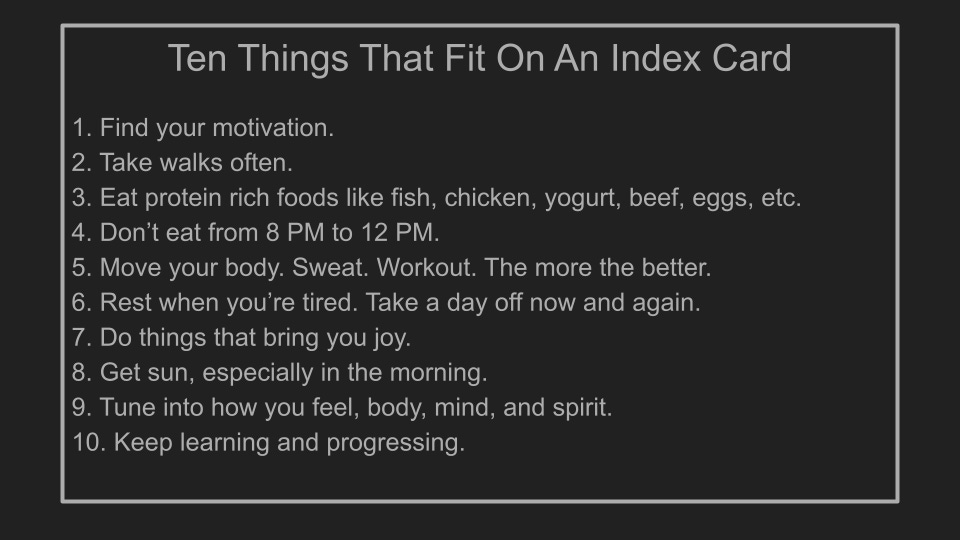 Ten Things That Fit On An Index Card
1. Find your motivation.
2. Take walks often.
3. Eat protein rich foods like fish, chicken, yogurt, beef, eggs, etc.
4. Don’t eat from 8 PM to 12 PM.
5. Move your body. Sweat. Workout. The more the better.
6. Rest when you’re tired. Take a day off now and again.
7. Do things that bring you joy.
8. Get sun, especially in the morning.
9. Tune into how you feel, body, mind, and spirit.
10. Keep learning and progressing.